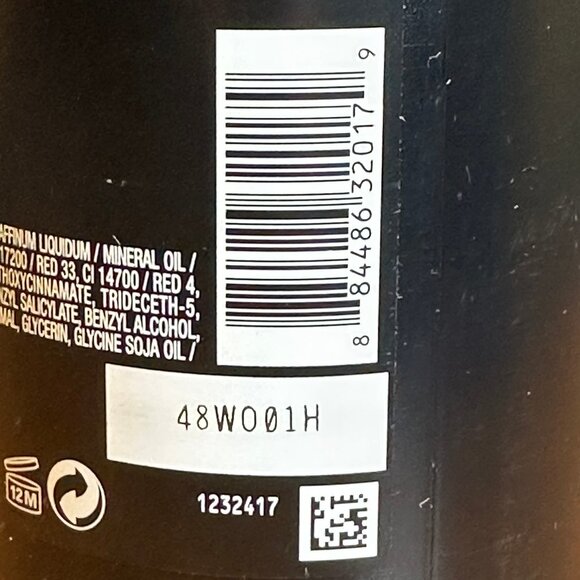 AFFINUM LIQUIDUM / MINERAL OIL /
17200 / RED 33, CI 14700 / RED 4,
THOXYCINNAMATE, TRIDECETH-5,
NZYL SALICYLATE, BENZYL ALCOHOL,
MAL, GLYCERIN, GLYCINE SOJA OIL /
8 84486 32017 9
48WO01H
12M
1232417